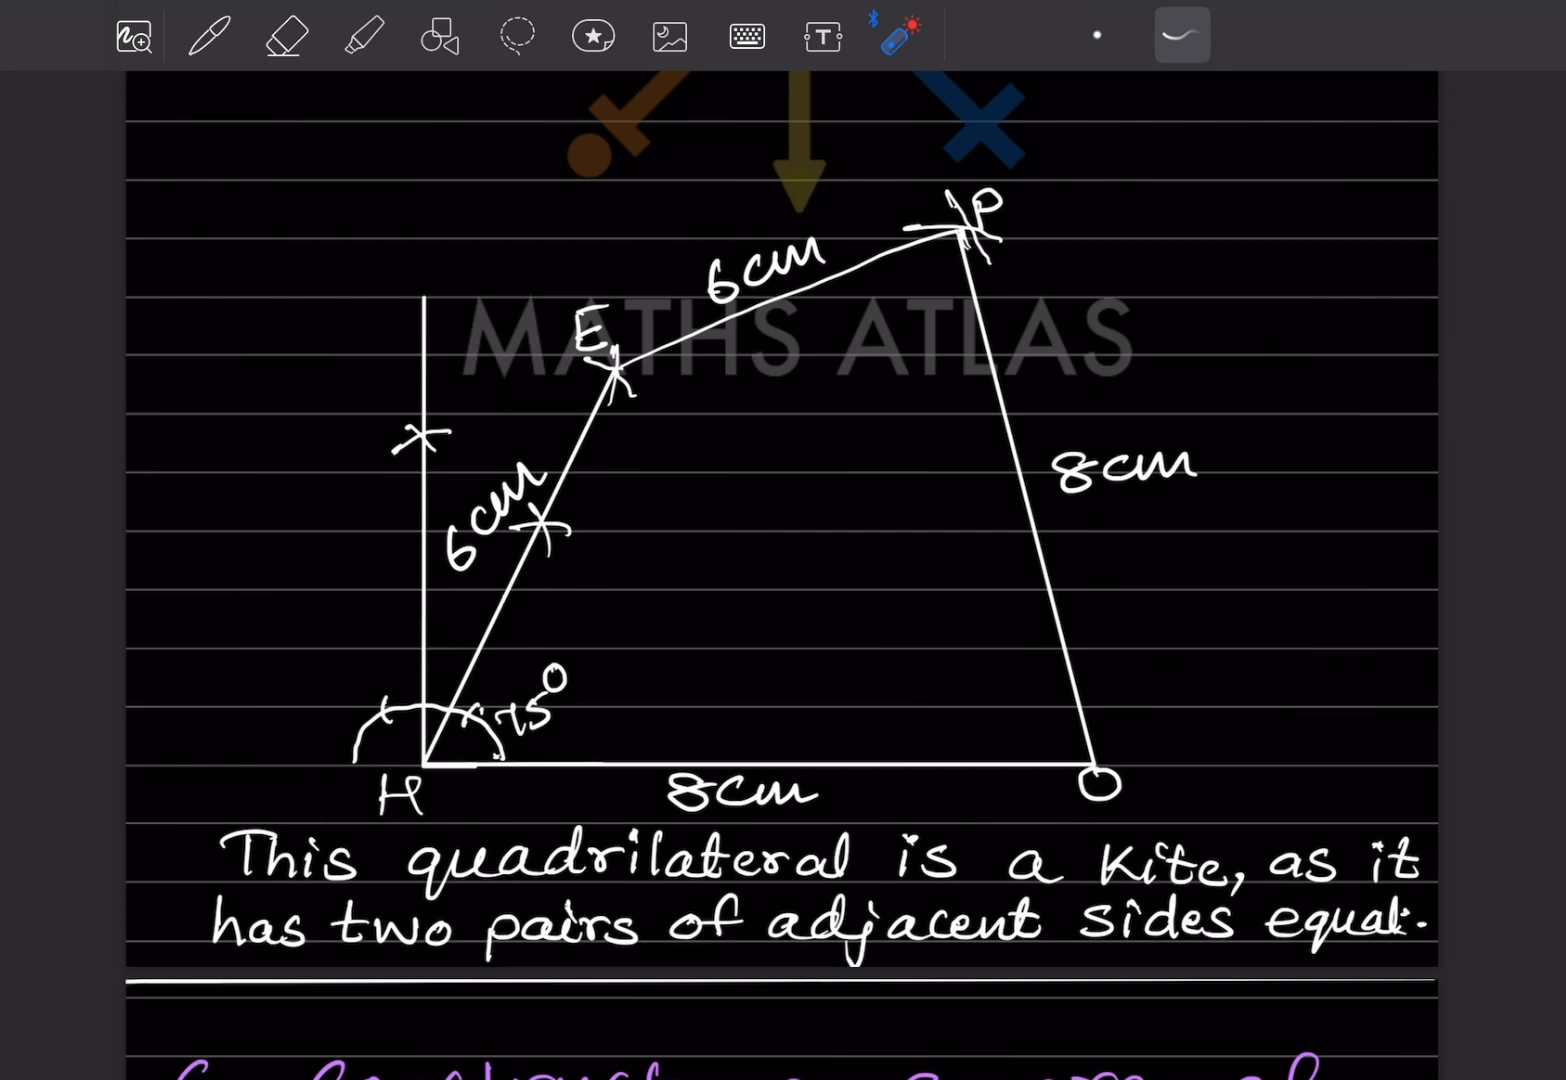 P
6cm
E
MATHS ATLAS
8cm
6cm
75°
H
8cm
O
This quadrilateral is a Kite, as it
has two pairs of adjacent sides equal.